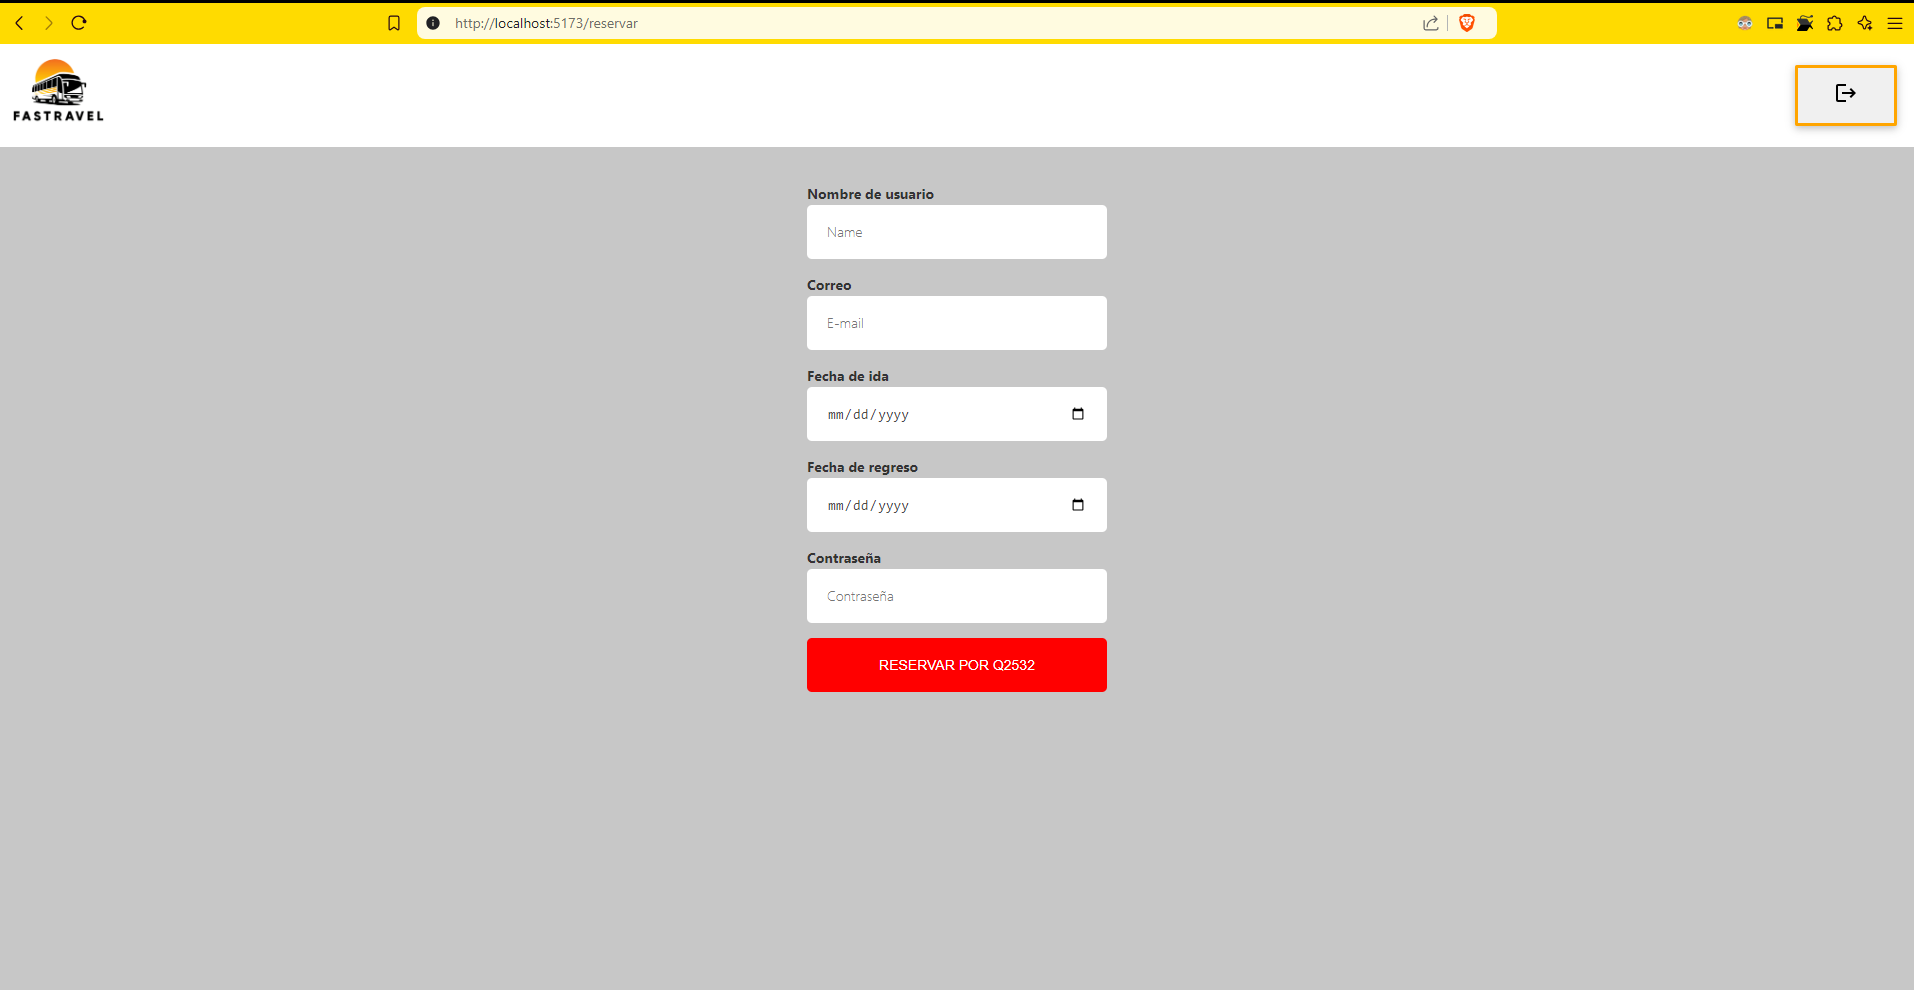 http://localhost:5173/reservar
FASTRAVEL
Nombre de usuario
Name
Correo
E-mail
Fecha de ida
mm/dd/yyyy
Fecha de regreso
mm/dd/yyyy
Contraseña
Contraseña
RESERVAR POR Q2532